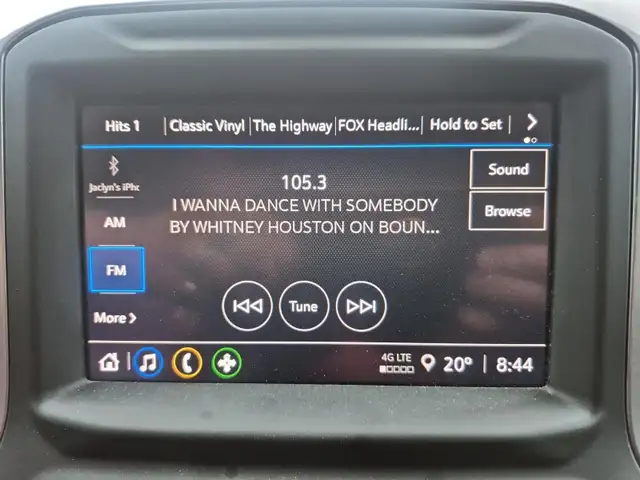 Hits 1 Classic Vinyl The Highway FOX Headli... Hold to Set
Jaclyn's iPh
Sound
105.3
I WANNA DANCE WITH SOMEBODY
BY WHITNEY HOUSTON ON BOUN...
AM
Browse
FM
Tune
More
4G LTE
20° 8:44